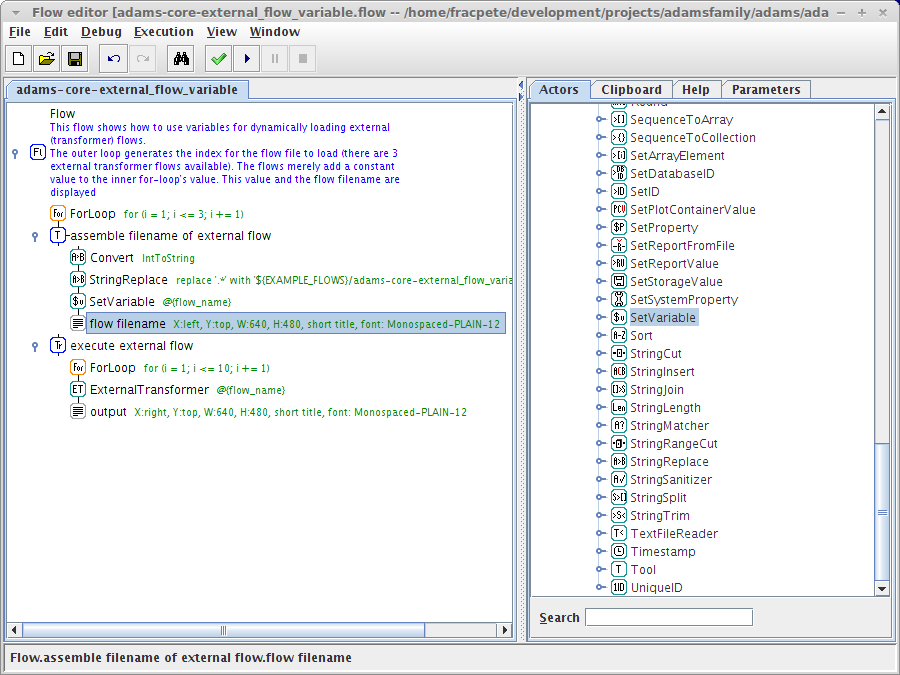 Flow editor [adams-core-external_flow_variable.flow -- /home/fracpete/development/projects/adamsfamily/adams/ada
File Edit Debug Execution View Window
adams-core-external_flow_variable
Flow
This flow shows how to use variables for dynamically loading external
(transformer) flows.
The outer loop generates the index for the flow file to load (there are 3
external transformer flows available). The flows merely add a constant
value to the inner for-loop's value. This value and the flow filename are
displayed
ForLoop for (i = 1; i <= 3; i += 1)
assemble filename of external flow
Convert IntToString
StringReplace replace '.*' with '${EXAMPLE_FLOWS}/adams-core-external_flow_varia
SetVariable @{flow_name}
flow filename X:left, Y:top, W:640, H:480, short title, font: Monospaced-PLAIN-12
execute external flow
ForLoop for (i = 1; i <= 10; i += 1)
ExternalTransformer @{flow_name}
output X:right, Y:top, W:640, H:480, short title, font: Monospaced-PLAIN-12
Actors Clipboard Help Parameters
SequenceToArray
SequenceToCollection
SetArrayElement
SetDatabaseID
SetID
SetPlotContainerValue
SetProperty
SetReportFromFile
SetReportValue
SetStorageValue
SetSystemProperty
SetVariable
Sort
StringCut
StringInsert
StringJoin
StringLength
StringMatcher
StringRangeCut
StringReplace
StringSanitizer
StringSplit
StringTrim
TextFileReader
Timestamp
Tool
UniqueID
Search
Flow.assemble filename of external flow.flow filename